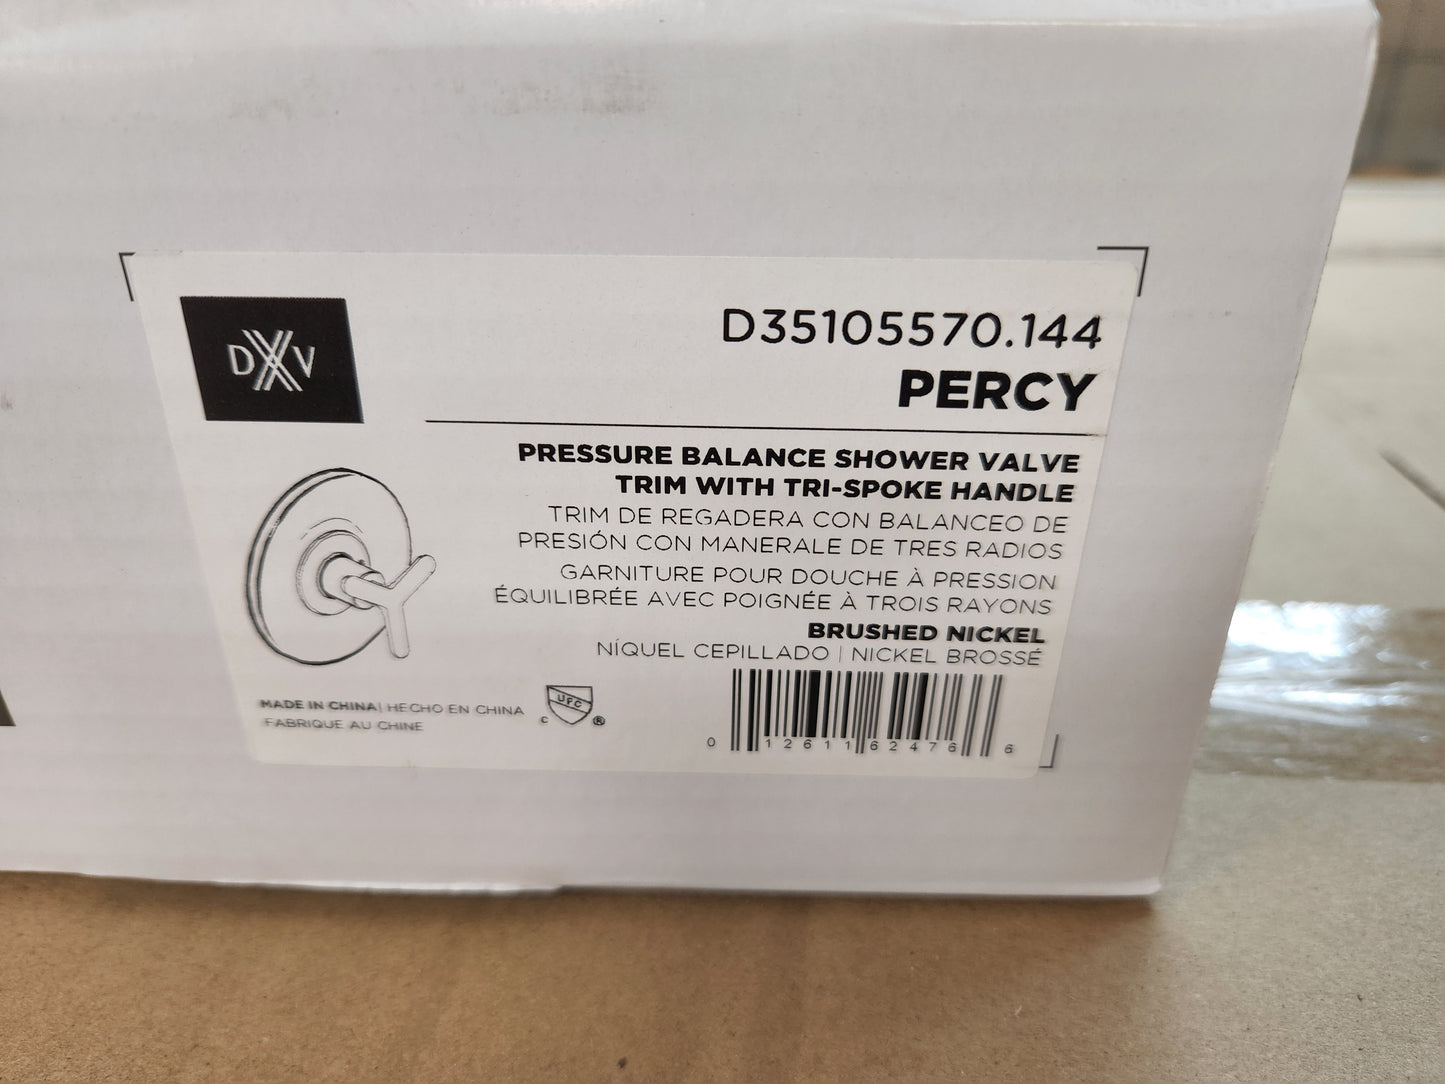 DXV
D35105570.144
PERCY
PRESSURE BALANCE SHOWER VALVE
TRIM WITH TRI-SPOKE HANDLE
TRIM DE REGADERA CON BALANCEO DE
PRESIÓN CON MANERALE DE TRES RADIOS
GARNITURE POUR DOUCHE À PRESSION
ÉQUILIBRÉE AVEC POIGNÉE À TROIS RAYONS
BRUSHED NICKEL
NÍQUEL CEPILLADO | NICKEL BROSSÉ
MADE IN CHINA| HECHO EN CHINA
FABRIQUE AU CHINE
c UPC ®
0 12611 62476 6